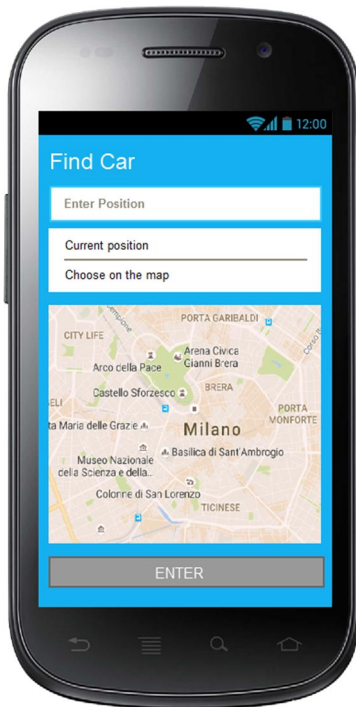 12:00
Find Car
Enter Position
Current position
Choose on the map
PORTA GARIBALDI
CITY LIFE
Arena Civica
Gianni Brera
Arco della Pace
Castello Sforzesco
BRERA
PORTA
MONFORTE
ta Maria delle Grazie
Milano
Basilica di Sant'Ambrogio
Museo Nazionale
della Scienza e della..
Colonne di San Lorenzo
TICINESE
ENTER